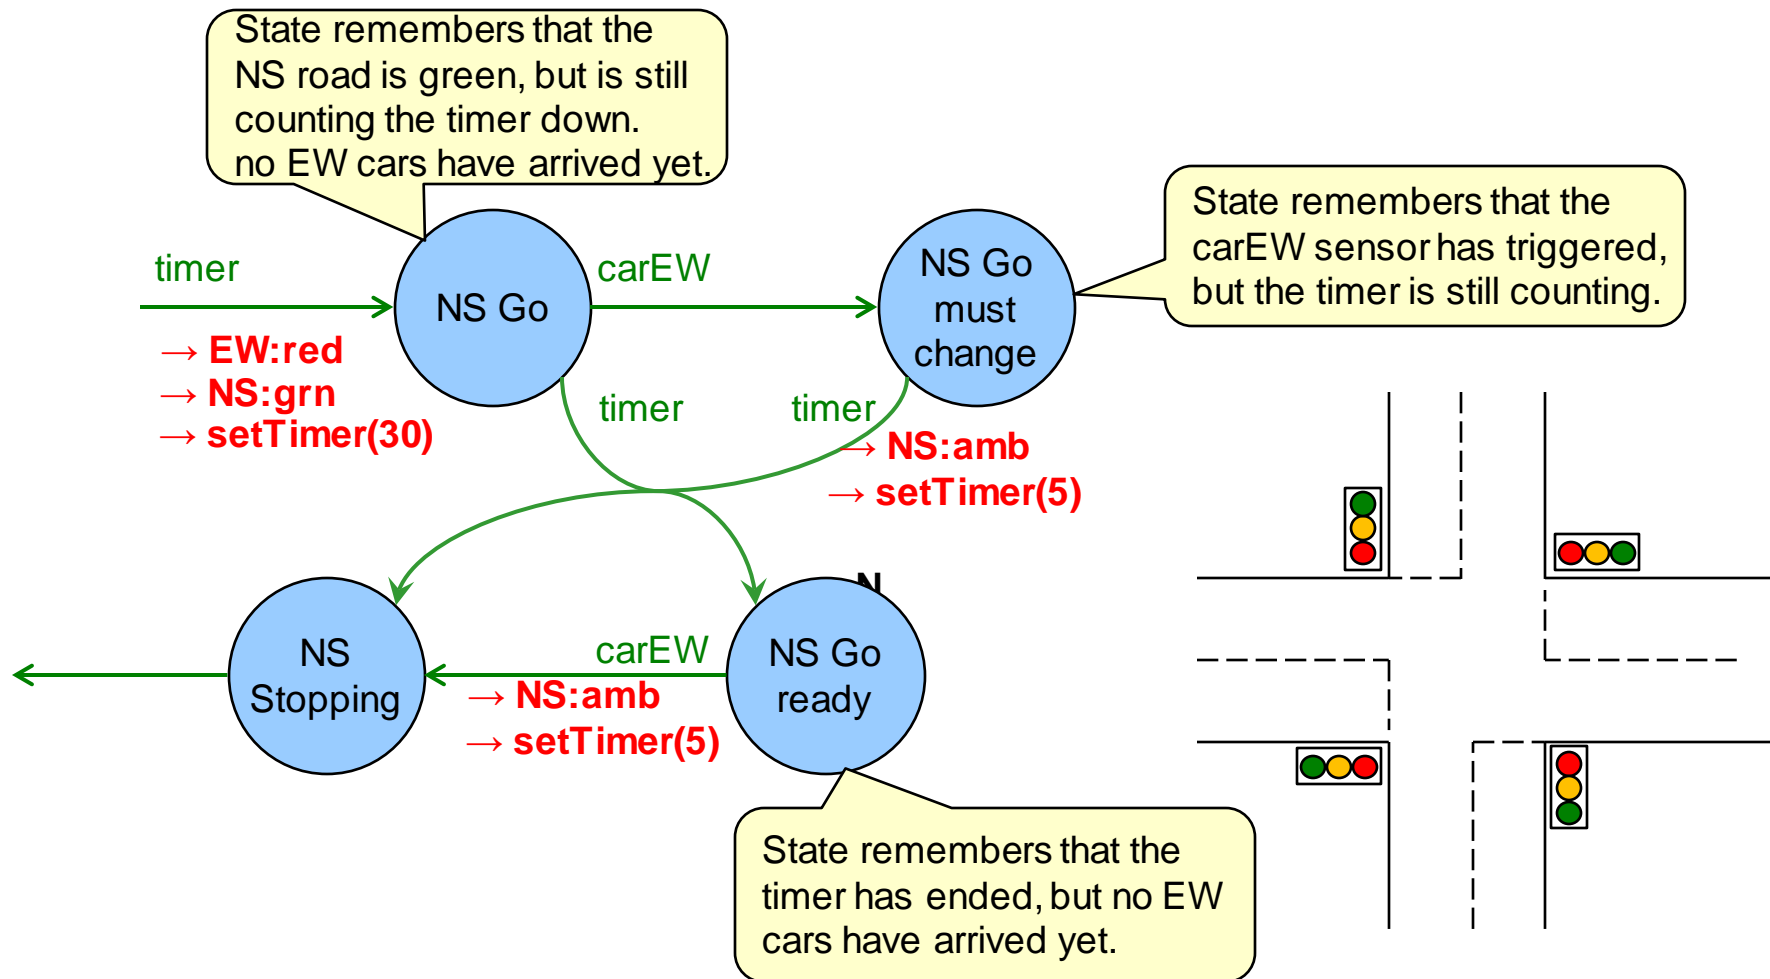 State remembers that the
NS road is green, but is still
counting the timer down.
no EW cars have arrived yet.
State remembers that the
carEW sensor has triggered,
but the timer is still counting.
timer
NS Go
carEW
NS Go
must
change
→ EW:red
→ NS:grn
→ setTimer(30)
timer
timer
→ NS:amb
→ setTimer(5)
N
NS
Stopping
carEW
→ NS:amb
→ setTimer(5)
NS Go
ready
State remembers that the
timer has ended, but no EW
cars have arrived yet.